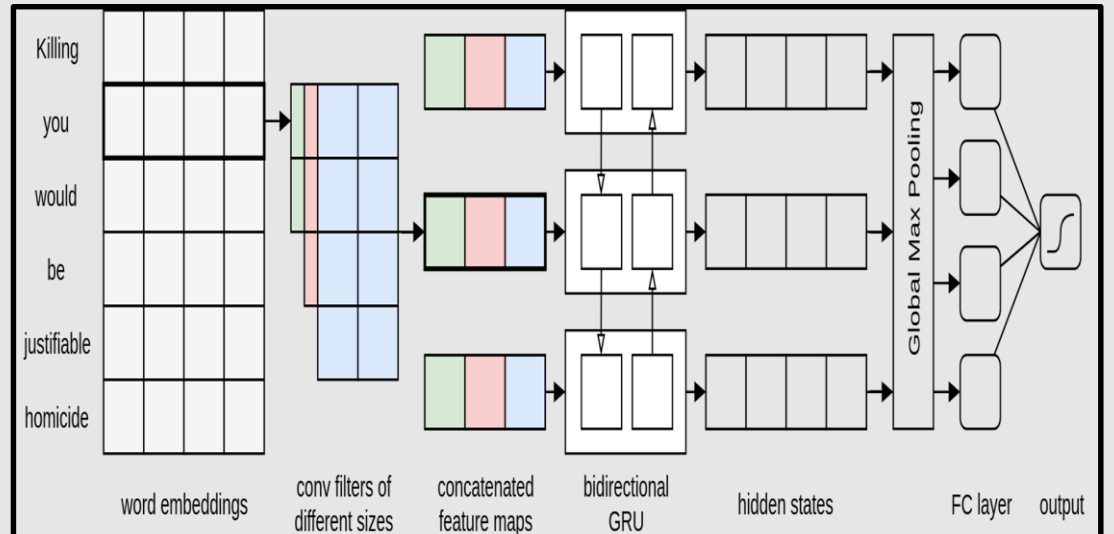 Killing
you
would
be
justifiable
homicide
Global Max Pooling
word embeddings
conv filters of
different sizes
concatenated
feature maps
bidirectional
GRU
hidden states
FC layer
output